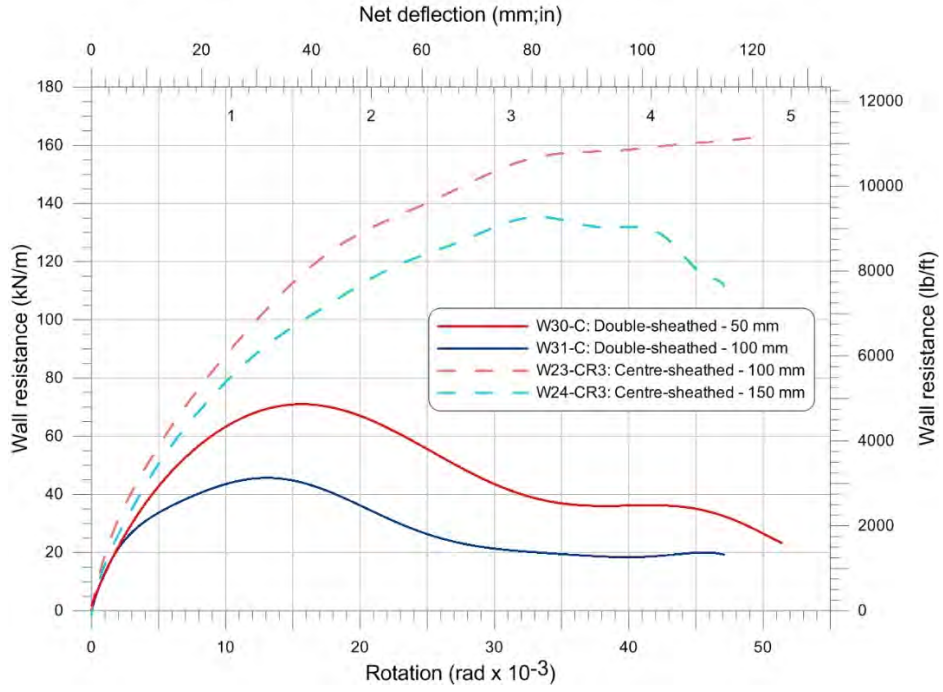 Net deflection (mm;in)
0 20 40 60 80 100 120
1 2 3 4 5
180
160
140
120
100
80
60
40
20
0
Wall resistance (kN/m)
12000
10000
8000
6000
4000
2000
0
Wall resistance (lb/ft)
W30-C: Double-sheathed - 50 mm
W31-C: Double-sheathed - 100 mm
W23-CR3: Centre-sheathed - 100 mm
W24-CR3: Centre-sheathed - 150 mm
0 10 20 30 40 50
Rotation (rad x 10-3)